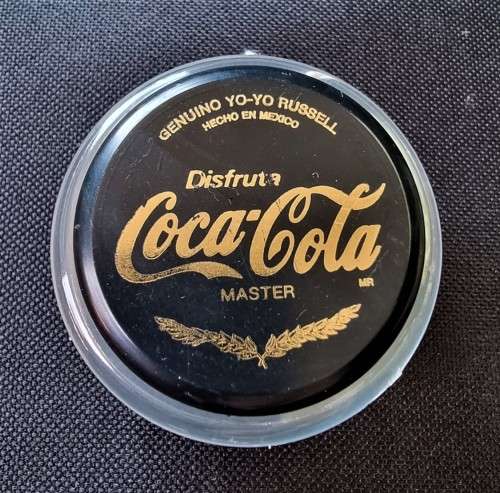 GENUINO YO-YO RUSSELL
HECHO EN MEXICO
Disfruta
Coca-Cola
MR
MASTER